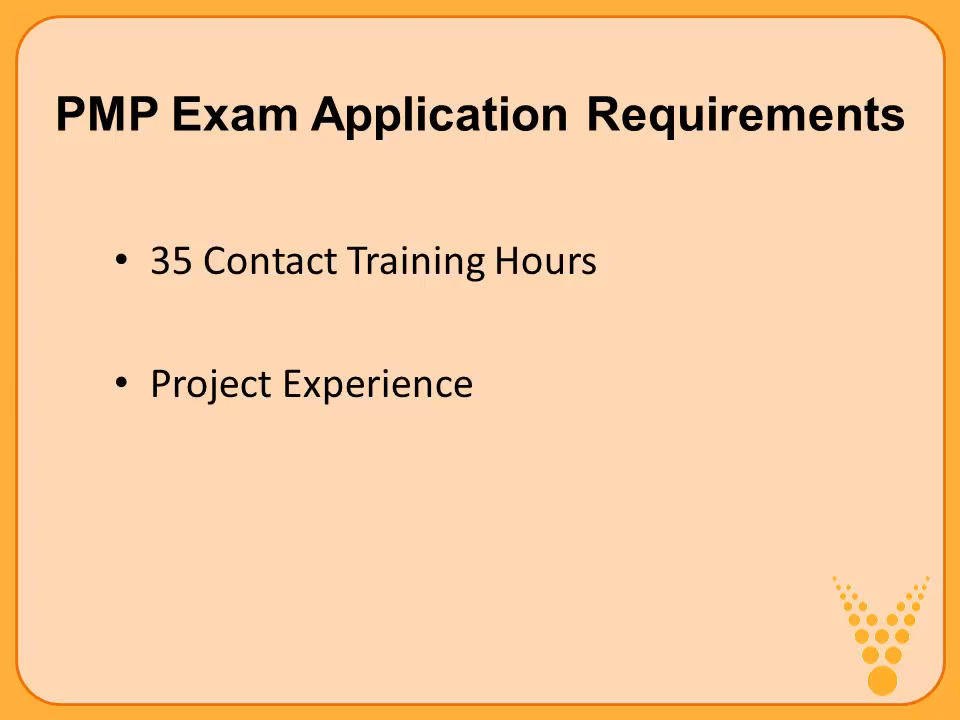 PMP Exam Application Requirements
• 35 Contact Training Hours
• Project Experience